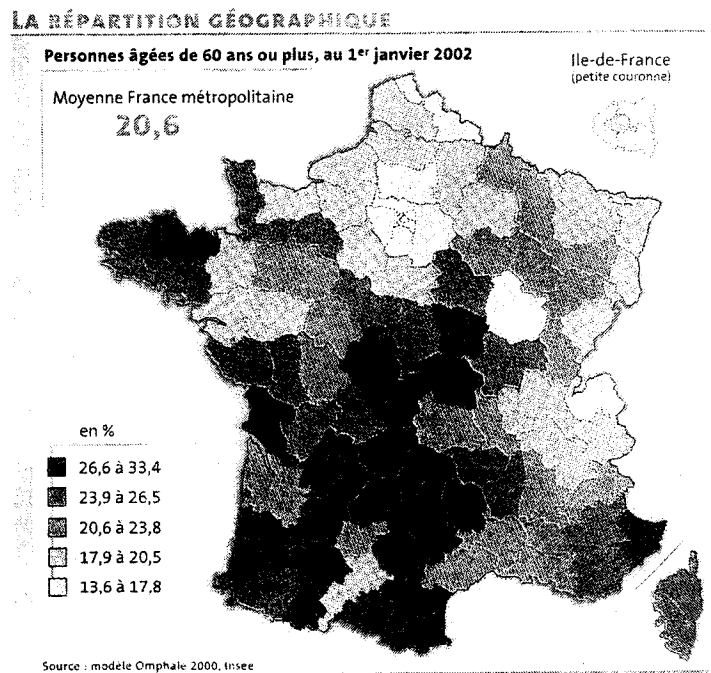 LA RÉPARTITION GÉOGRAPHIQUE
Personnes âgées de 60 ans ou plus, au 1er janvier 2002
Ile-de-France
(petite couronne)
Moyenne France métropolitaine
20,6
en %
26,6 à 33,4
23,9 à 26,5
20,6 à 23,8
17,9 à 20,5
13,6 à 17,8
Source : modèle Omphale 2000, Insee